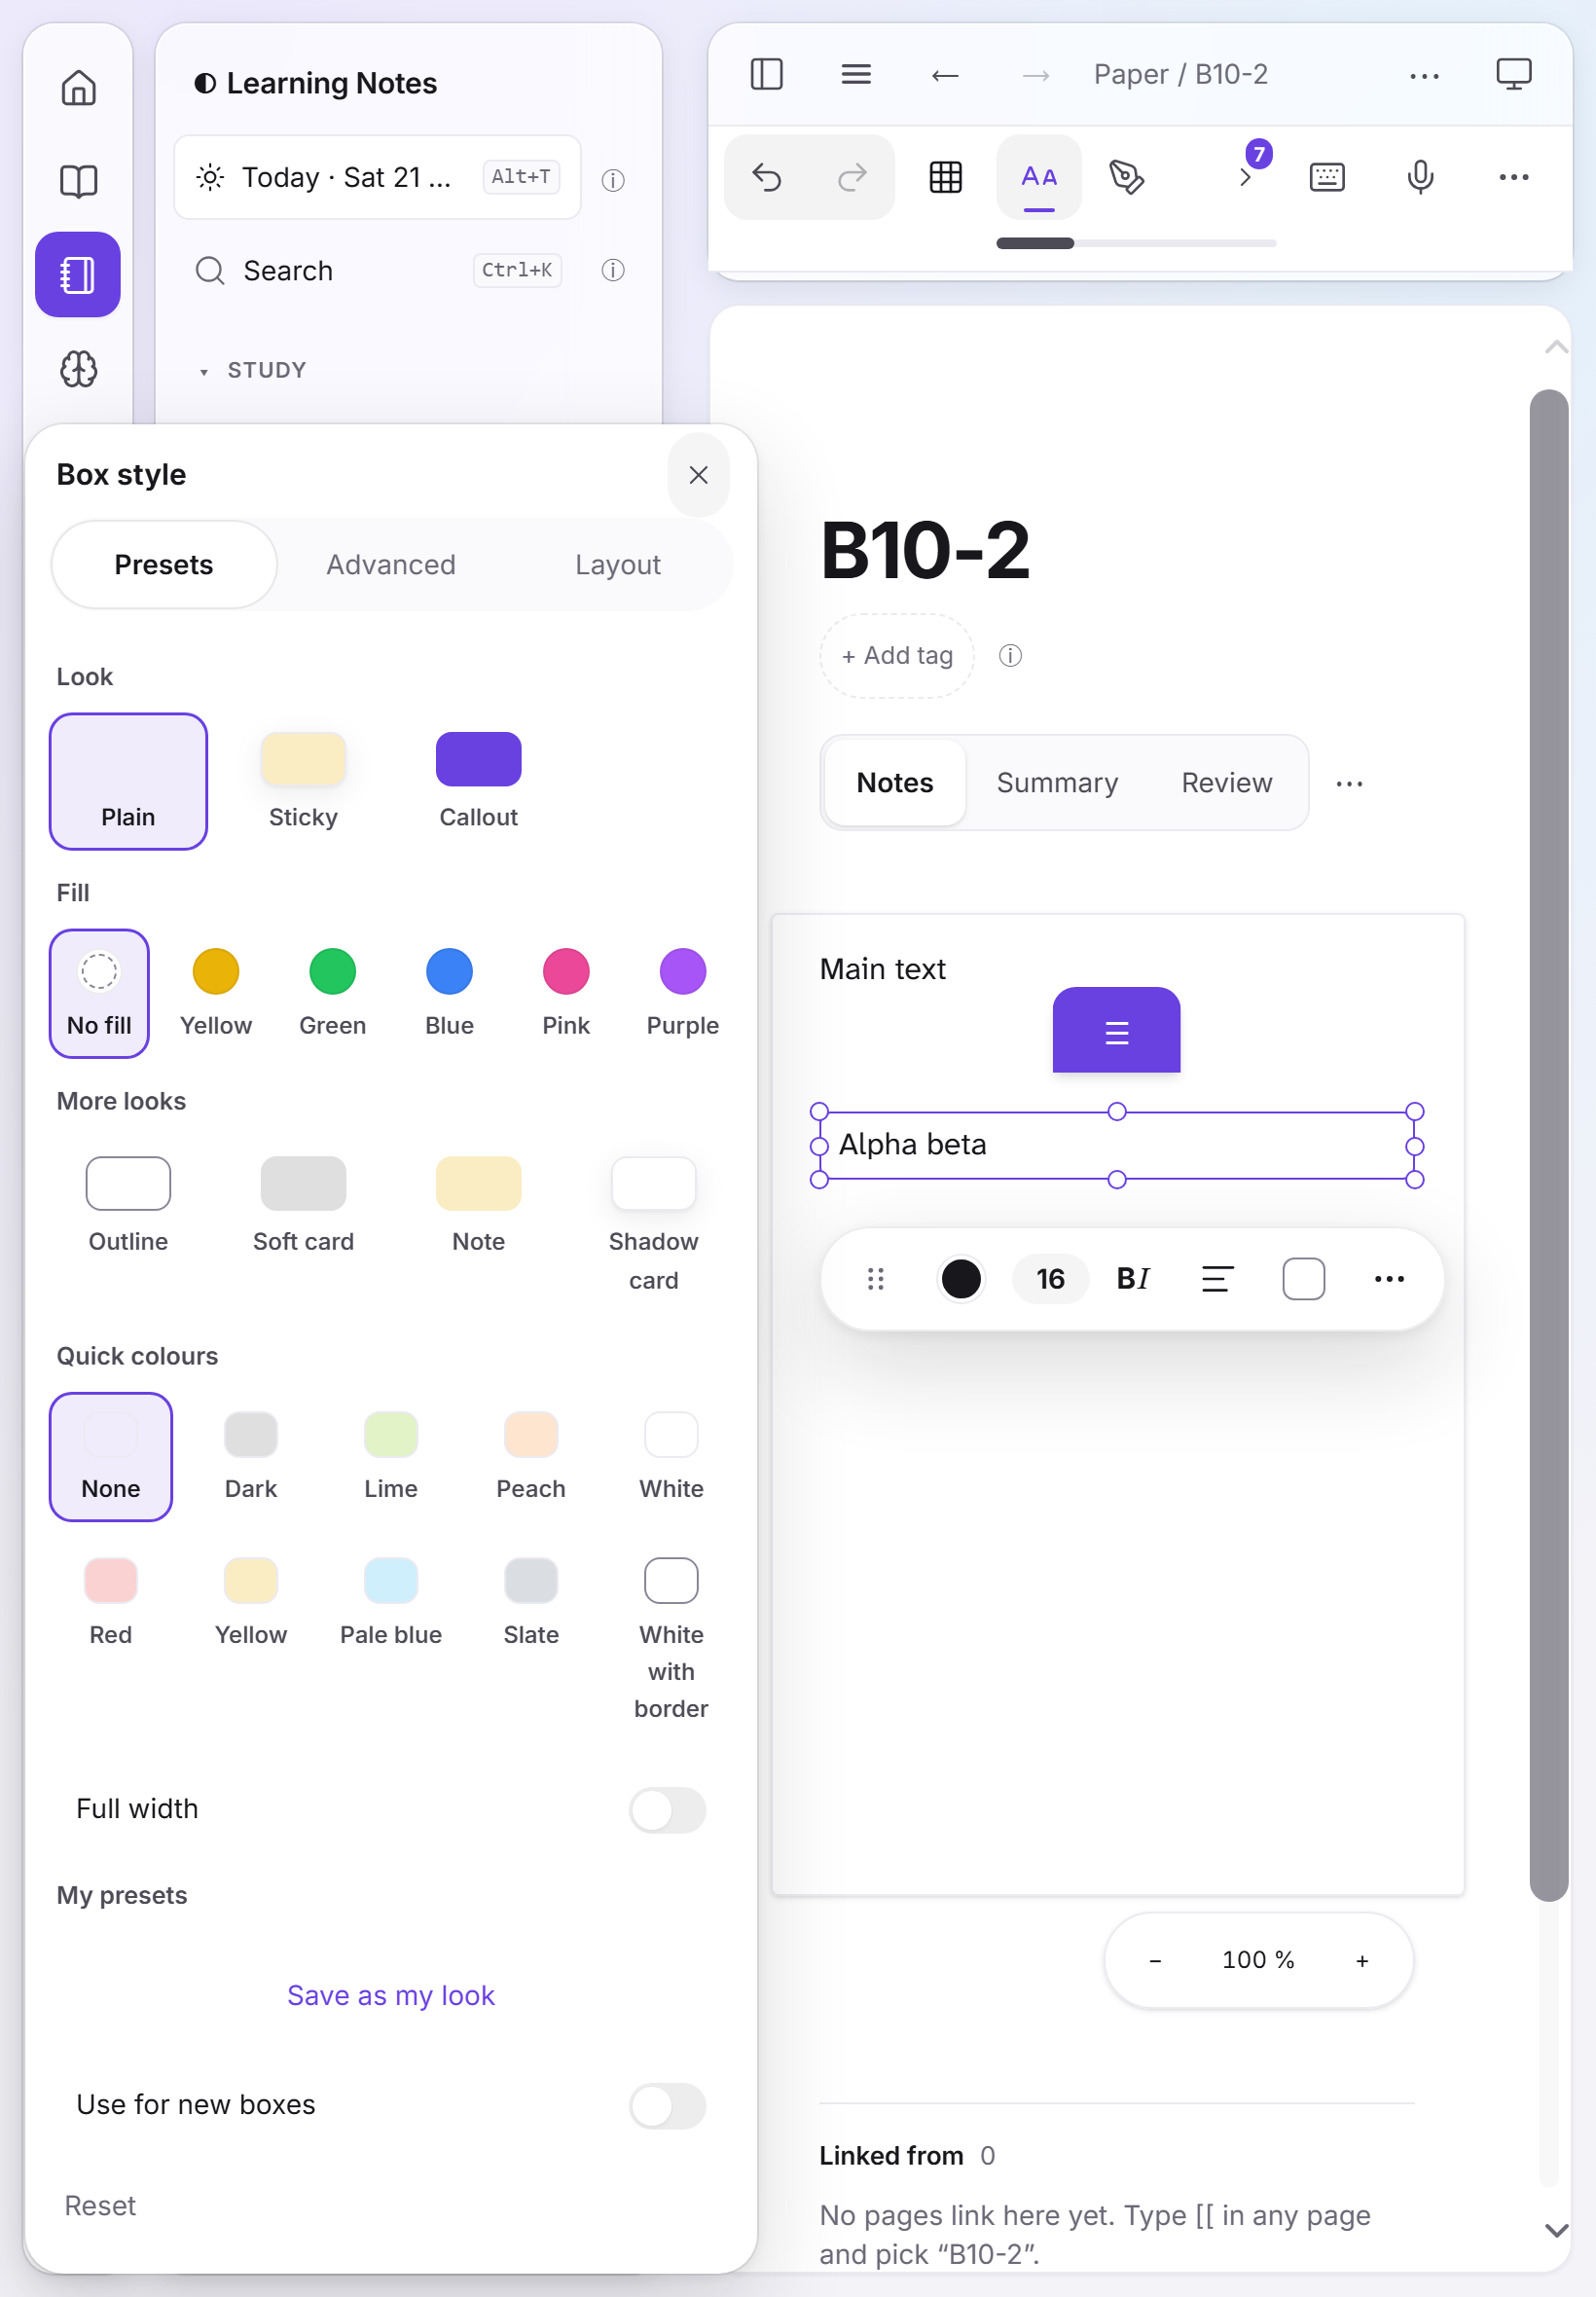 Learning Notes
Today · Sat 21 ...
Alt+T
Search
Ctrl+K
STUDY
Paper / B10-2
AA
7
Box style
Presets
Advanced
Layout
Look
Plain
Sticky
Callout
Fill
No fill
Yellow
Green
Blue
Pink
Purple
More looks
Outline
Soft card
Note
Shadow
card
Quick colours
None
Dark
Lime
Peach
White
Red
Yellow
Pale blue
Slate
White
with
border
Full width
My presets
Save as my look
Use for new boxes
Reset
B10-2
+ Add tag
Notes
Summary
Review
Main text
Alpha beta
16
BI
− 100 % +
Linked from 0
No pages link here yet. Type [[ in any page
and pick “B10-2”.